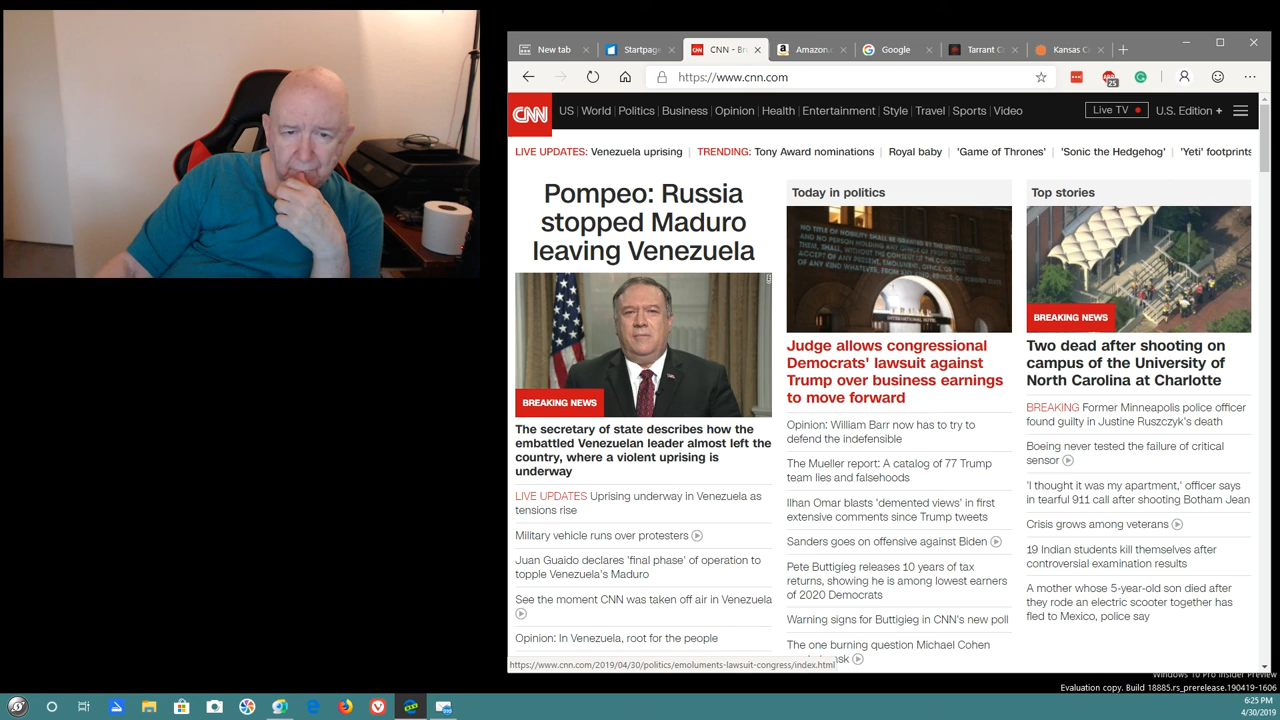 New tab
Startpage
CNN - Br
Amazon.c
Google
Tarrant C
Kansas C
https://www.cnn.com
25
CNN
US World Politics Business Opinion Health Entertainment Style Travel Sports Video
Live TV
U.S. Edition +
LIVE UPDATES: Venezuela uprising
TRENDING: Tony Award nominations
Royal baby
'Game of Thrones'
'Sonic the Hedgehog'
'Yeti' footprints
Pompeo: Russia
stopped Maduro
leaving Venezuela
BREAKING NEWS
The secretary of state describes how the
embattled Venezuelan leader almost left the
country, where a violent uprising is
underway
LIVE UPDATES Uprising underway in Venezuela as
tensions rise
Military vehicle runs over protesters
Juan Guaido declares 'final phase' of operation to
topple Venezuela's Maduro
See the moment CNN was taken off air in Venezuela
Opinion: In Venezuela, root for the people
Today in politics
NO TITLE OF NOBILITY SHALL BE GRANTED BY THE UNITED STATES
Judge allows congressional
Democrats' lawsuit against
Trump over business earnings
to move forward
Opinion: William Barr now has to try to
defend the indefensible
The Mueller report: A catalog of 77 Trump
team lies and falsehoods
Ilhan Omar blasts 'demented views' in first
extensive comments since Trump tweets
Sanders goes on offensive against Biden
Pete Buttigieg releases 10 years of tax
returns, showing he is among lowest earners
of 2020 Democrats
Warning signs for Buttigieg in CNN's new poll
The one burning question Michael Cohen
Top stories
BREAKING NEWS
Two dead after shooting on
campus of the University of
North Carolina at Charlotte
BREAKING Former Minneapolis police officer
found guilty in Justine Ruszczyk's death
Boeing never tested the failure of critical
sensor
'I thought it was my apartment,' officer says
in tearful 911 call after shooting Botham Jean
Crisis grows among veterans
19 Indian students kill themselves after
controversial examination results
A mother whose 5-year-old son died after
they rode an electric scooter together has
fled to Mexico, police say
https://www.cnn.com/2019/04/30/politics/emoluments-lawsuit-congress/index.html
Windows 10 Pro Insider Preview
Evaluation copy. Build 18885.rs_prerelease.190419-1606
6:25 PM
4/30/2019